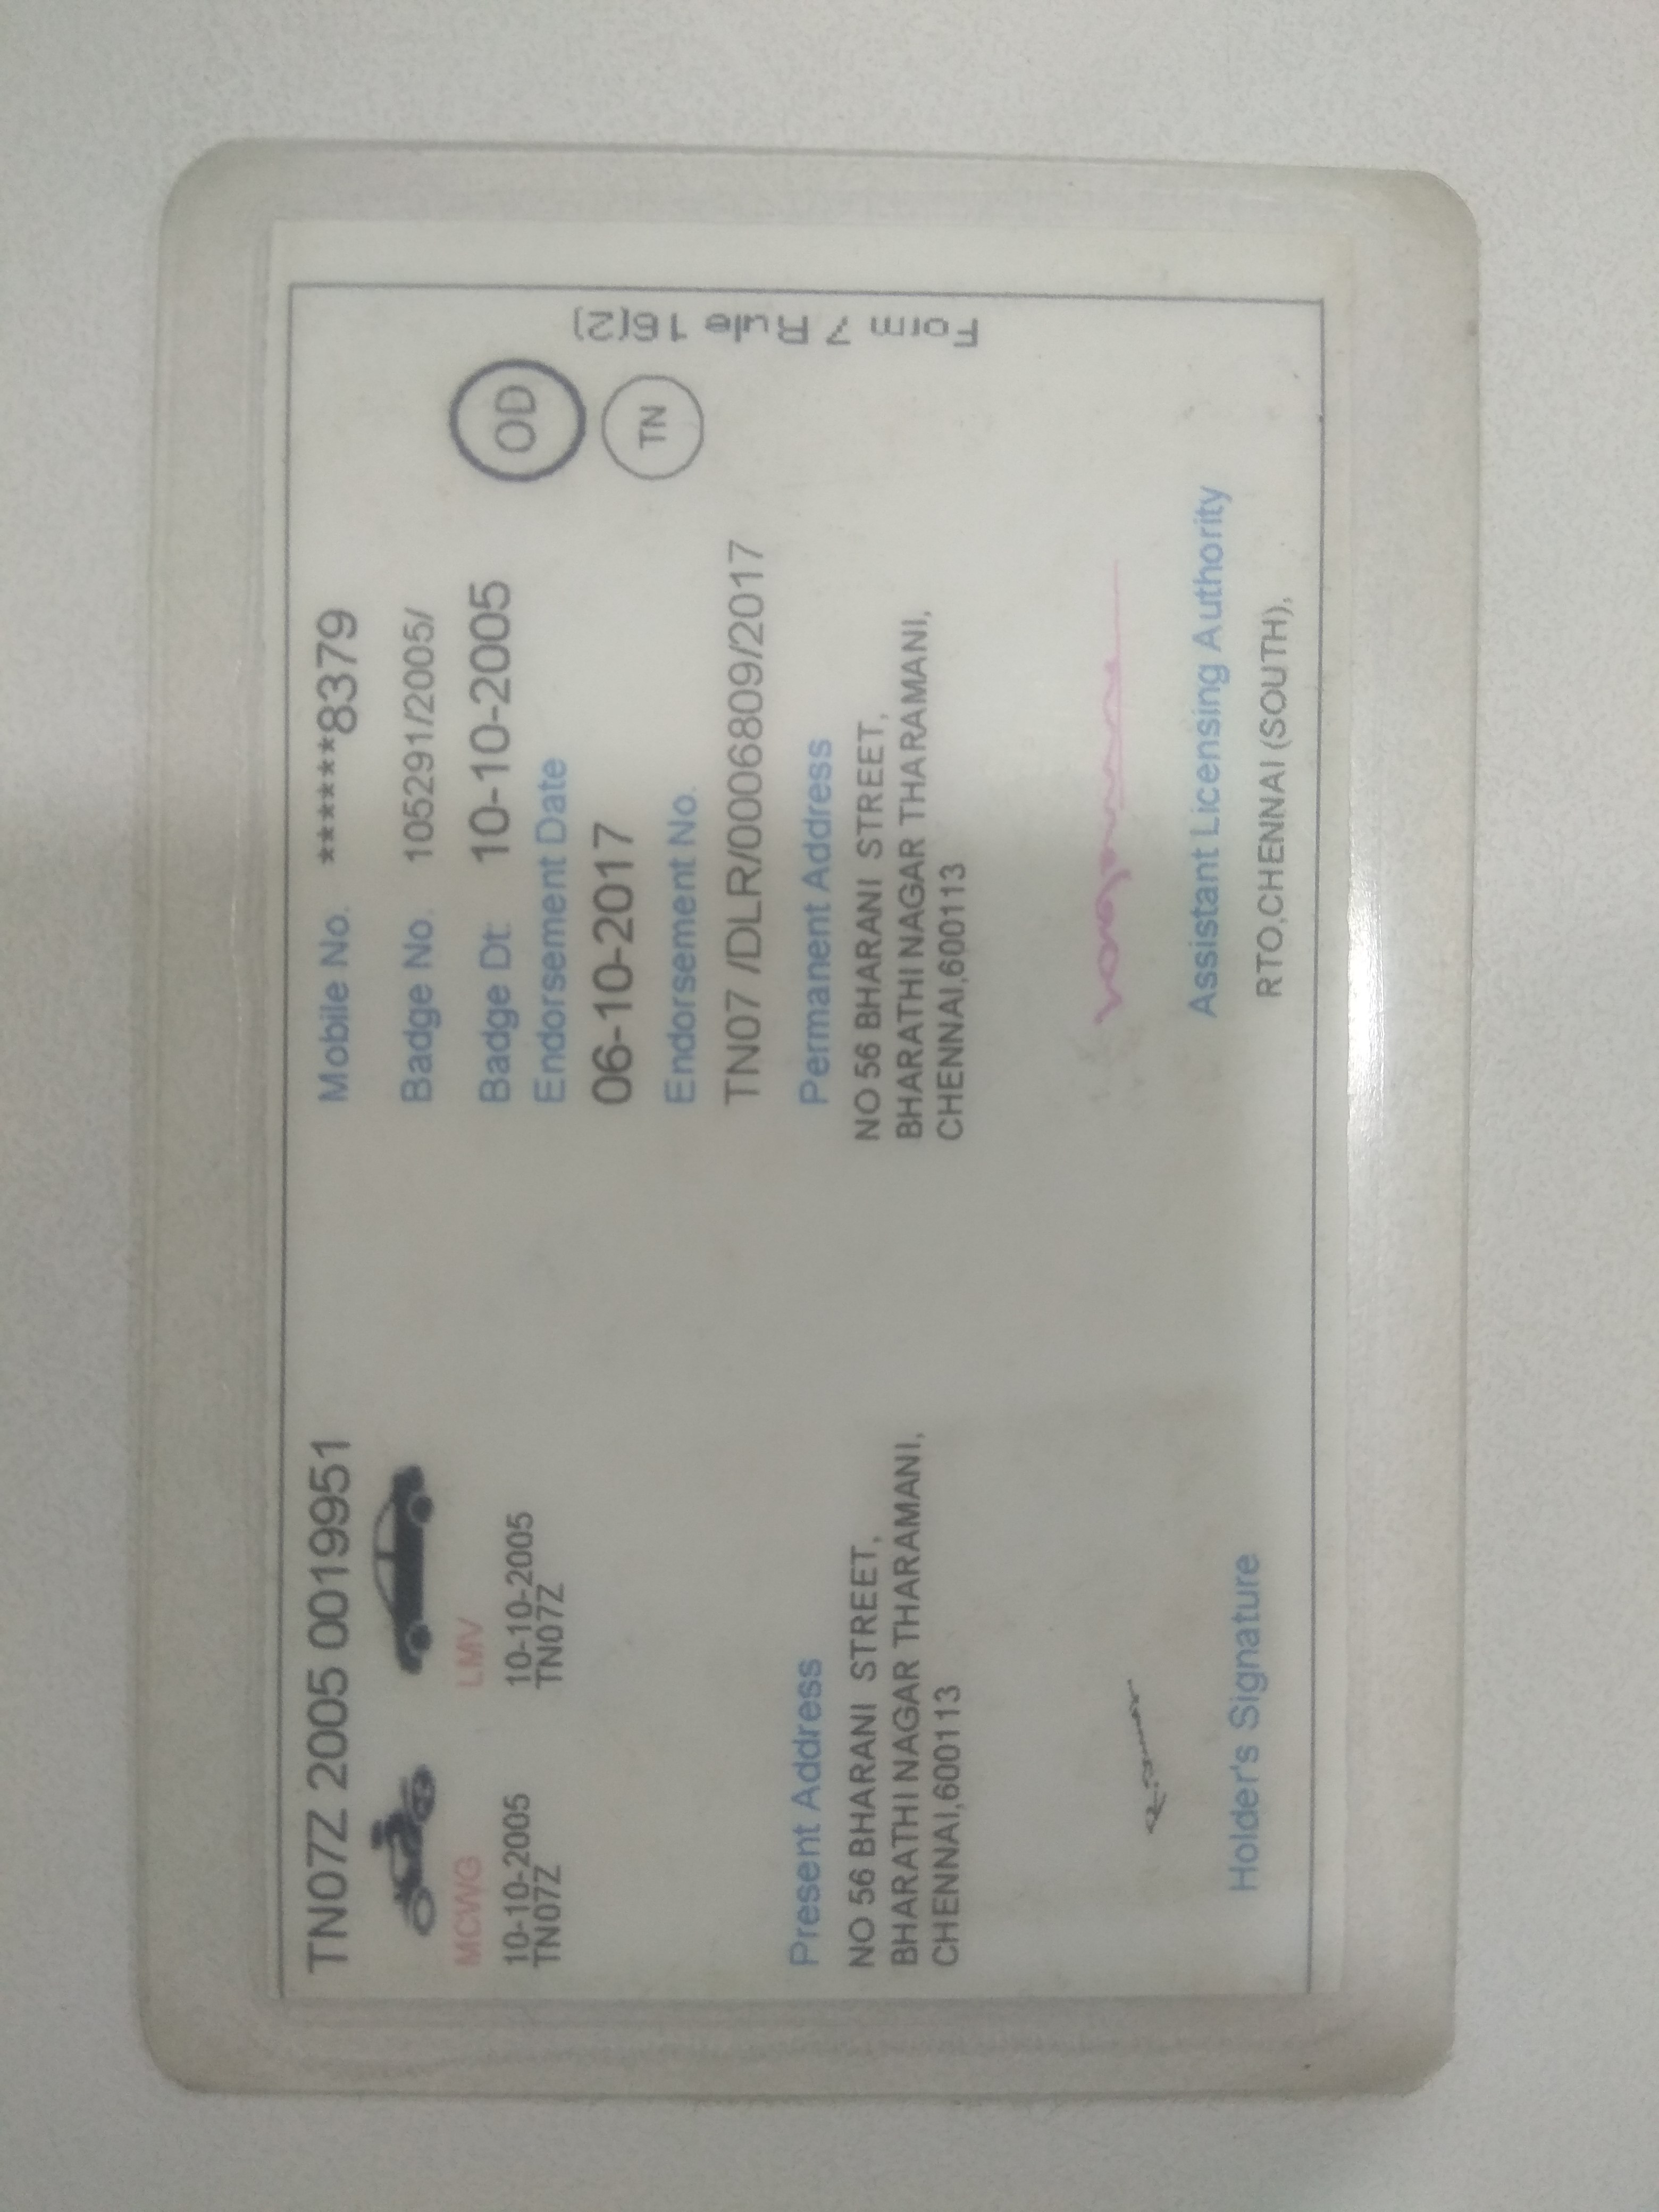 TN07Z 2005 0019951
MCWG
LMV
10-10-2005
TN07Z
10-10-2005
TN07Z
Present Address
NO 56 BHARANI STREET,
BHARATHI NAGAR THARAMANI,
CHENNAI,600113
Holder's Signature
Mobile No. ******8379
Badge No. 105291/2005/
Badge Dt. 10-10-2005
Endorsement Date
06-10-2017
Endorsement No.
TN07 /DLR/0006809/2017
OD
TN
Form 7 Rule 16(2)
Permanent Address
NO 56 BHARANI STREET,
BHARATHI NAGAR THARAMANI,
CHENNAI,600113
Assistant Licensing Authority
RTO,CHENNAI (SOUTH),